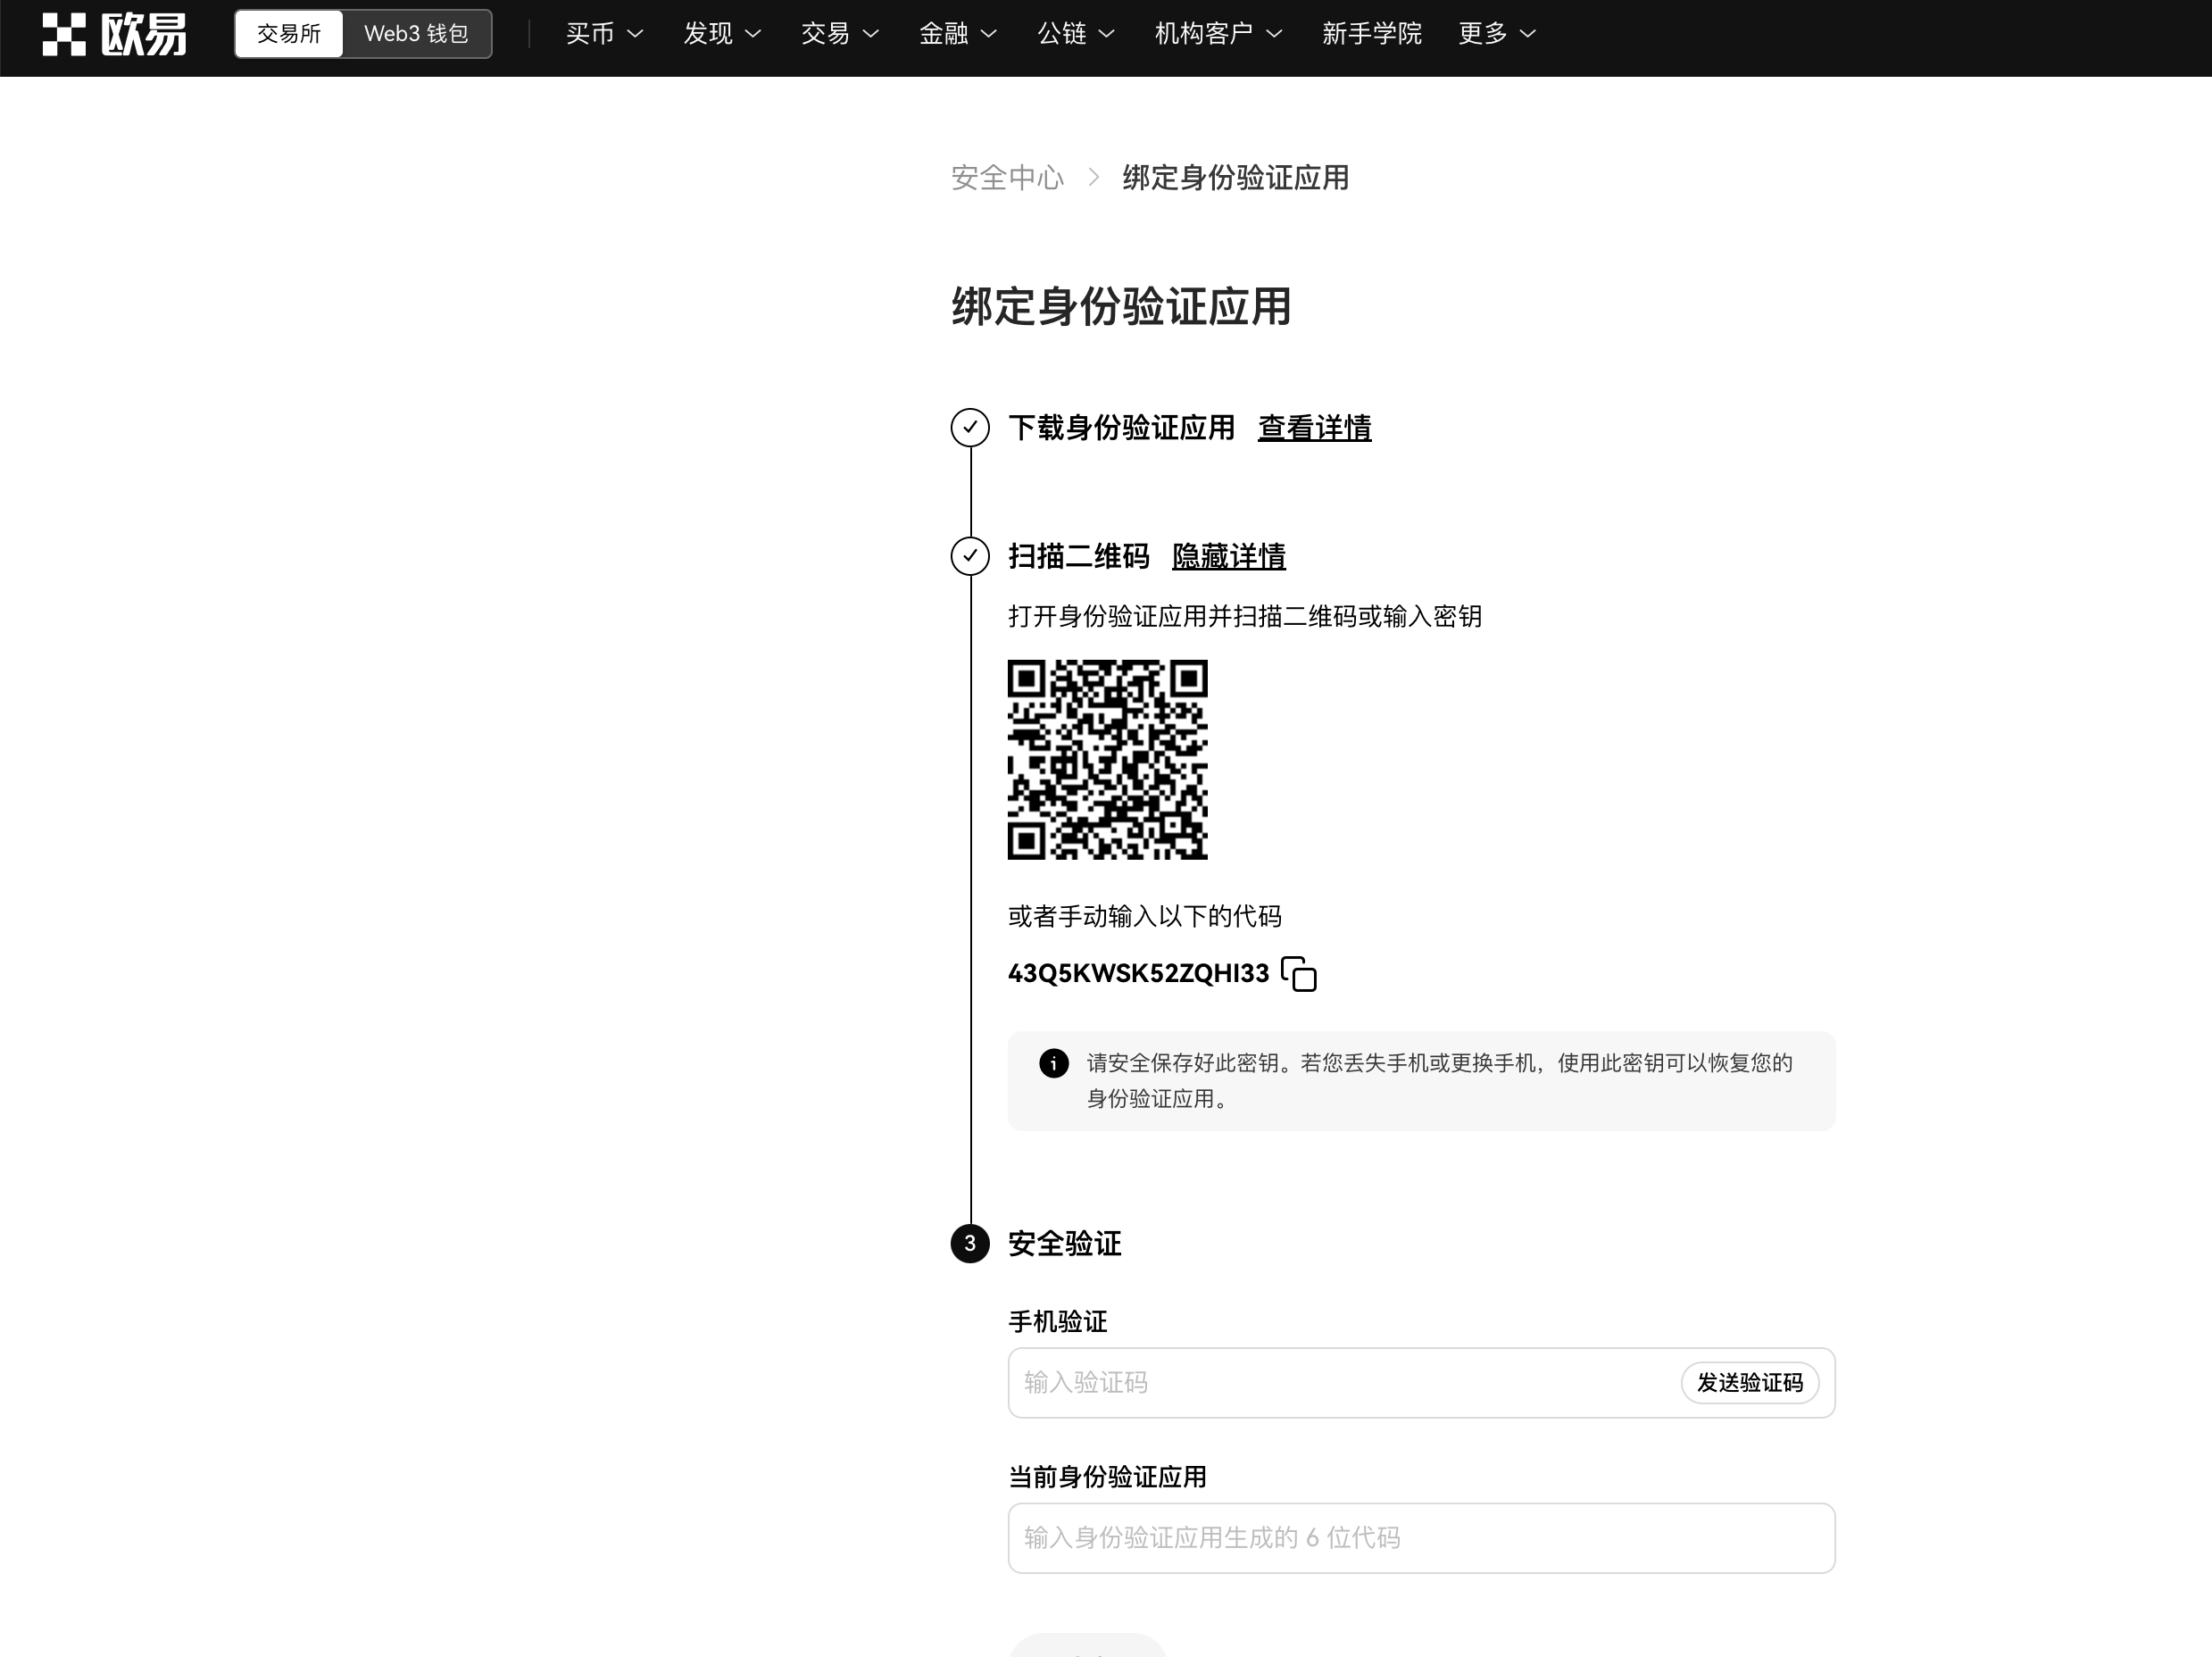 欧易 交易所 Web3 钱包 买币 发现 交易 金融 公链 机构客户 新手学院 更多
安全中心 > 绑定身份验证应用
绑定身份验证应用
下载身份验证应用 查看详情
扫描二维码 隐藏详情
打开身份验证应用并扫描二维码或输入密钥
或者手动输入以下的代码
43Q5KWSK52ZQHI33
请安全保存好此密钥。若您丢失手机或更换手机，使用此密钥可以恢复您的
身份验证应用。
3 安全验证
手机验证
输入验证码 发送验证码
当前身份验证应用
输入身份验证应用生成的 6 位代码